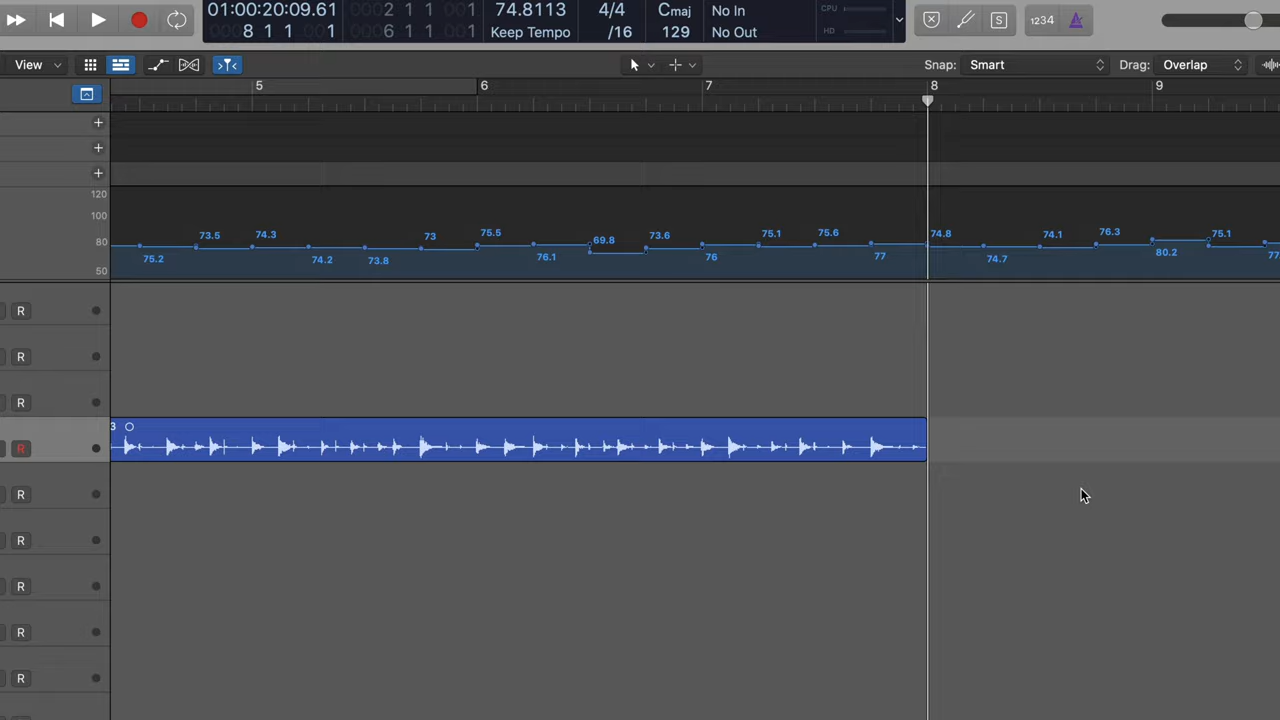 01:00:20:09.61
8 1 1 1
0002 1 1 001
0006 1 1 001
74.8113
Keep Tempo
4/4
/16
Cmaj
129
No In
No Out
CPU
HD
1234
View
Snap: Smart
Drag: Overlap
5 6 7 8 9
+
+
+
120
100
80
50
73.5 74.3 73 75.5 69.8 73.6 75.1 75.6 74.8 74.1 76.3 75.1
75.2 74.2 73.8 76.1 76 77 74.7 80.2 77
R
R
R
3
R
R
R
R
R
R
S